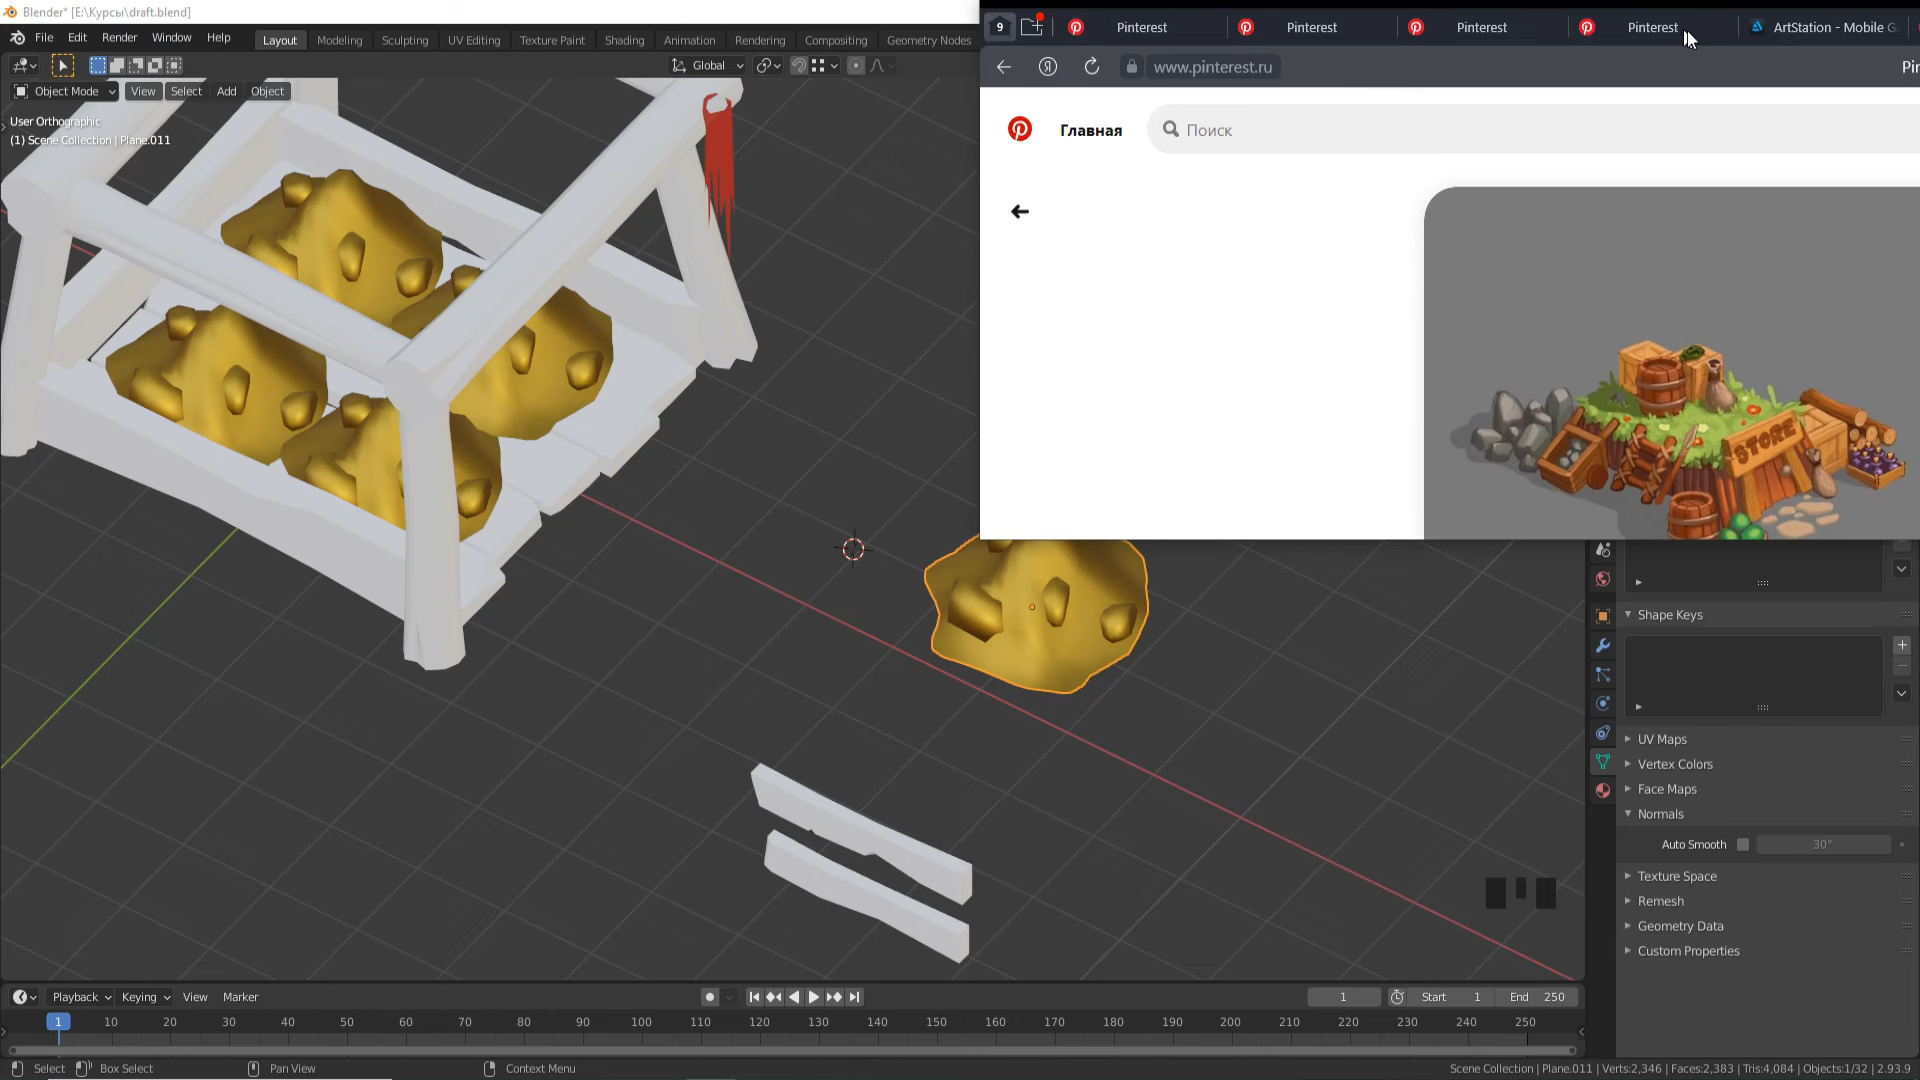 Blender* [E:\Курсы\draft.blend]
File Edit Render Window Help
Layout Modeling Sculpting UV Editing Texture Paint Shading Animation Rendering Compositing Geometry Nodes
Global
Object Mode View Select Add Object
User Orthographic
(1) Scene Collection | Plane.011
9 Pinterest Pinterest Pinterest Pinterest ArtStation - Mobile G
www.pinterest.ru
Pin
Главная
Поиск
STORE
Shape Keys
UV Maps
Vertex Colors
Face Maps
Normals
Auto Smooth 30°
Texture Space
Remesh
Geometry Data
Custom Properties
Playback Keying View Marker
1 Start 1 End 250
1 10 20 30 40 50 60 70 80 90 100 110 120 130 140 150 160 170 180 190 200 210 220 230 240 250
Select Box Select Pan View Context Menu
Scene Collection | Plane.011 | Verts:2,346 | Faces:2,383 | Tris:4,084 | Objects:1/32 | 2.93.9